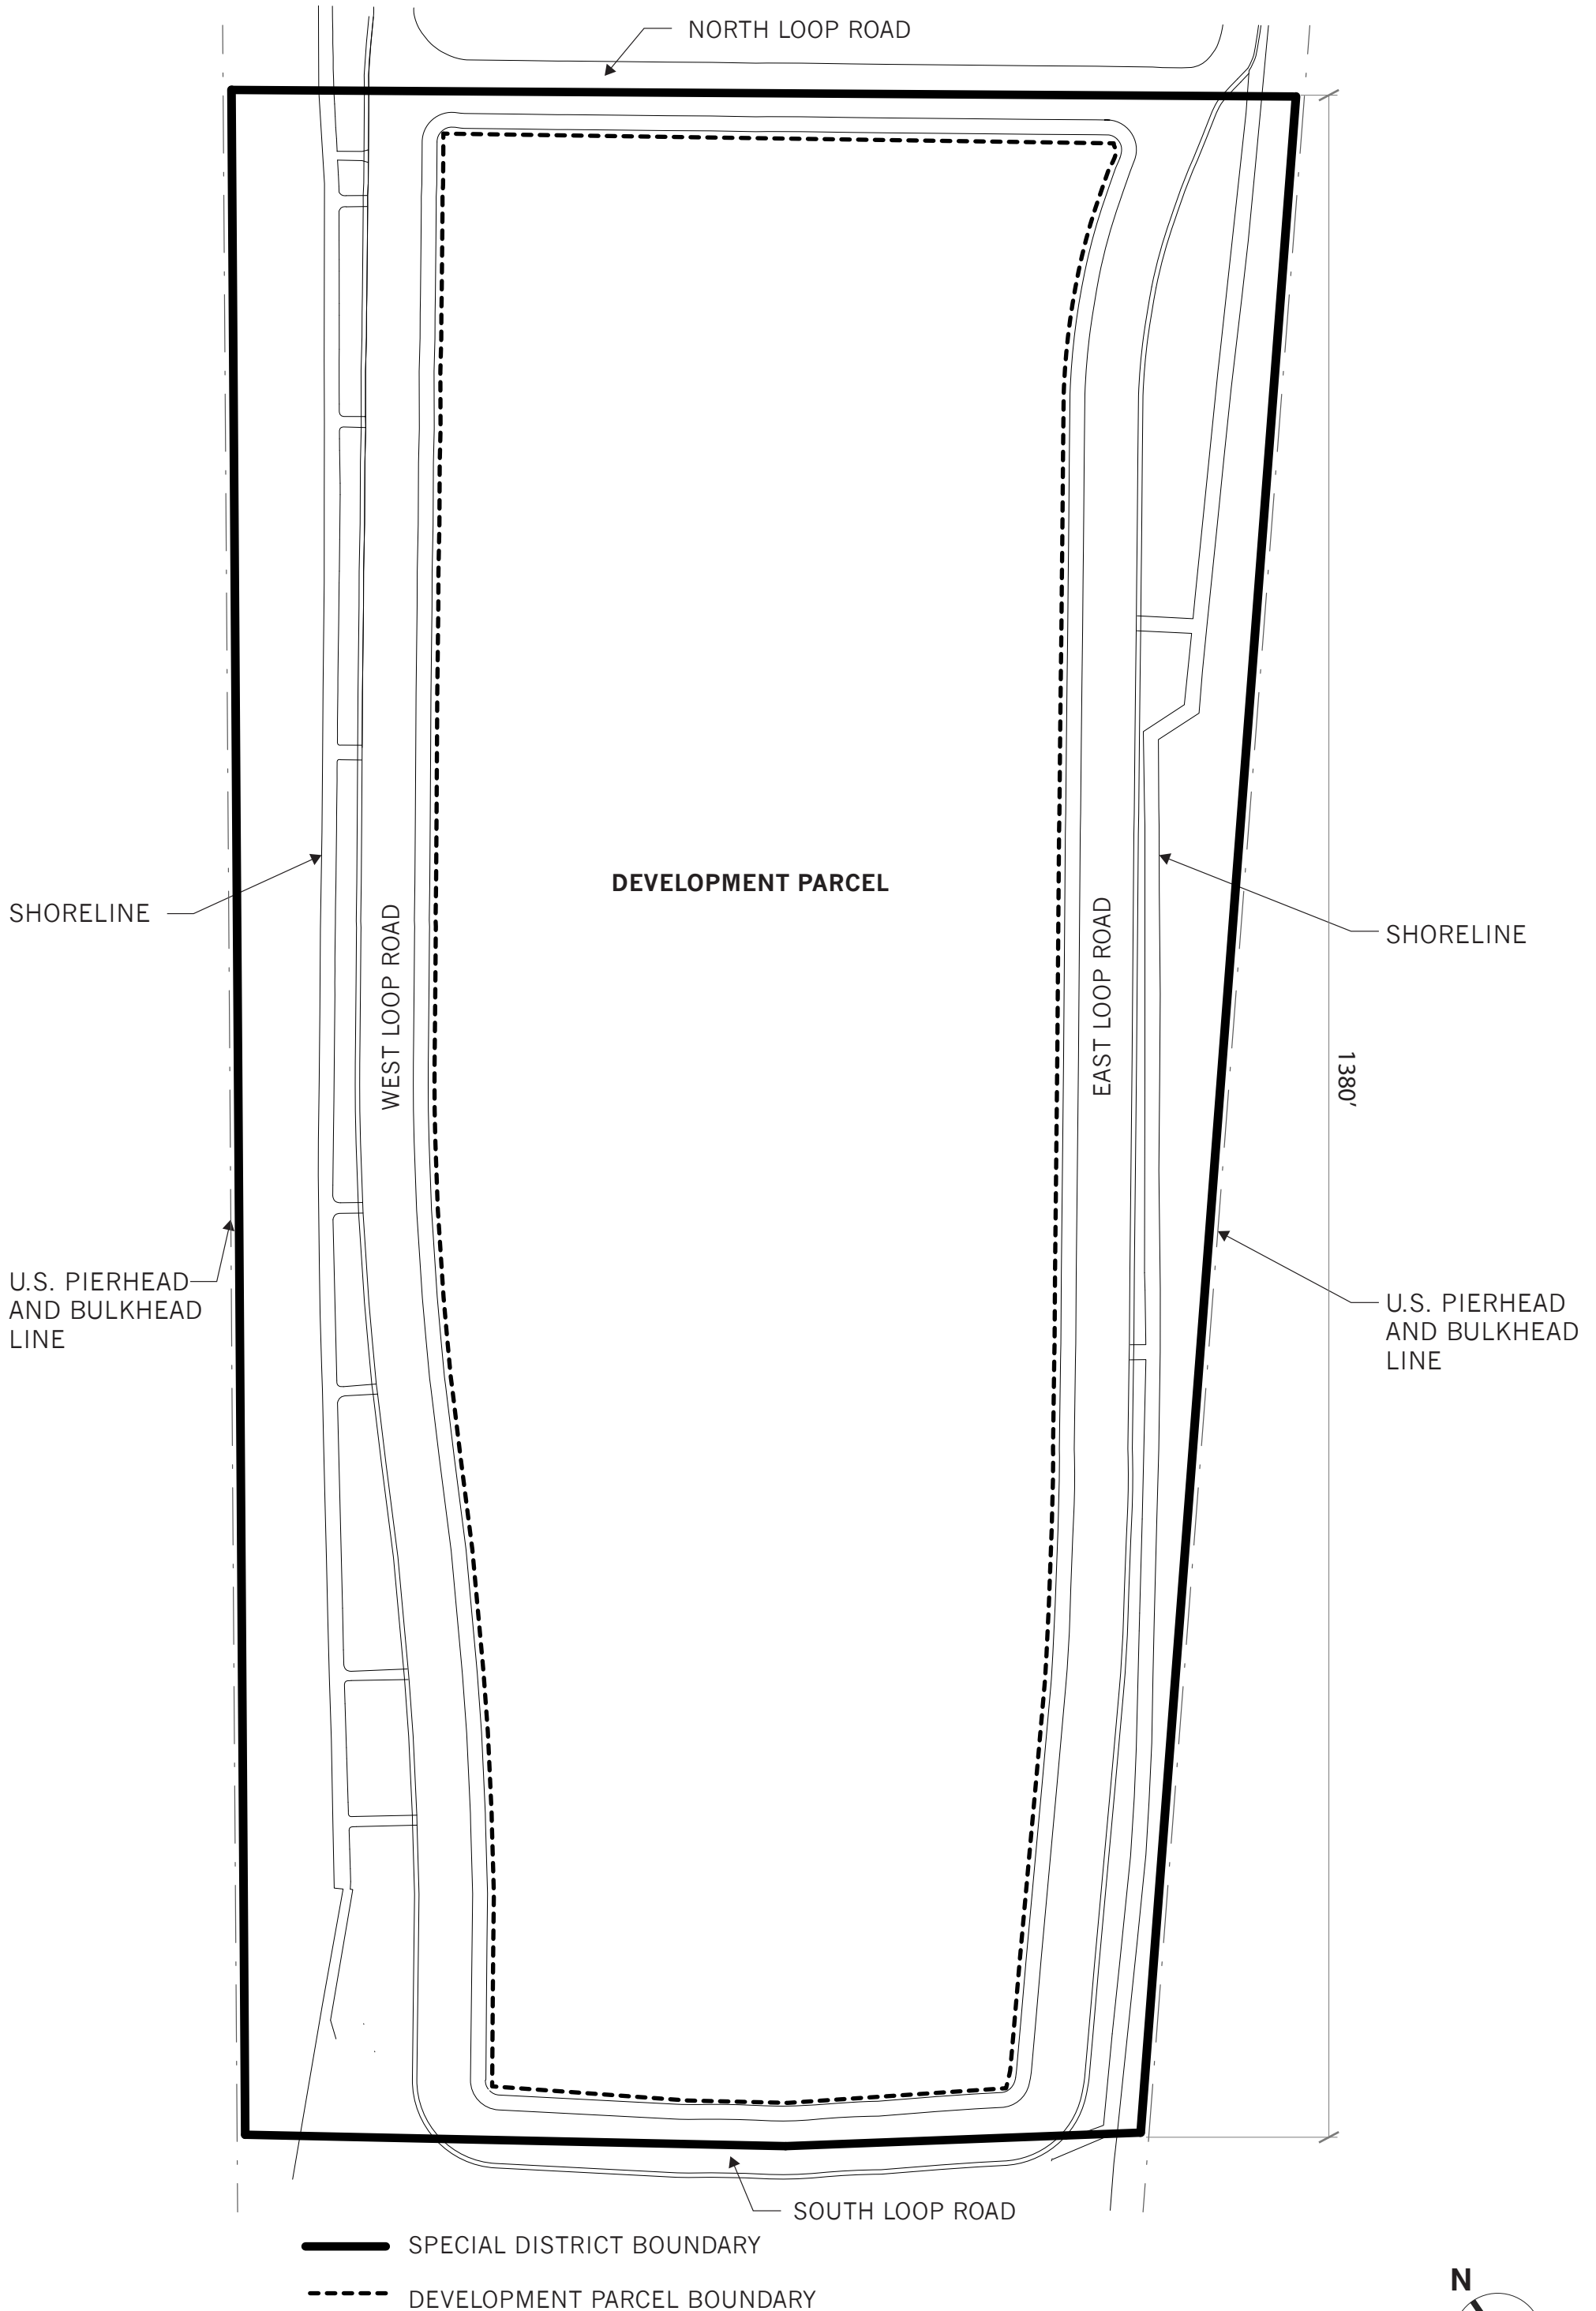 NORTH LOOP ROAD
DEVELOPMENT PARCEL
SHORELINE
WEST LOOP ROAD
EAST LOOP ROAD
SHORELINE
1380’
U.S. PIERHEAD
AND BULKHEAD
LINE
U.S. PIERHEAD
AND BULKHEAD
LINE
SOUTH LOOP ROAD
SPECIAL DISTRICT BOUNDARY
DEVELOPMENT PARCEL BOUNDARY
N